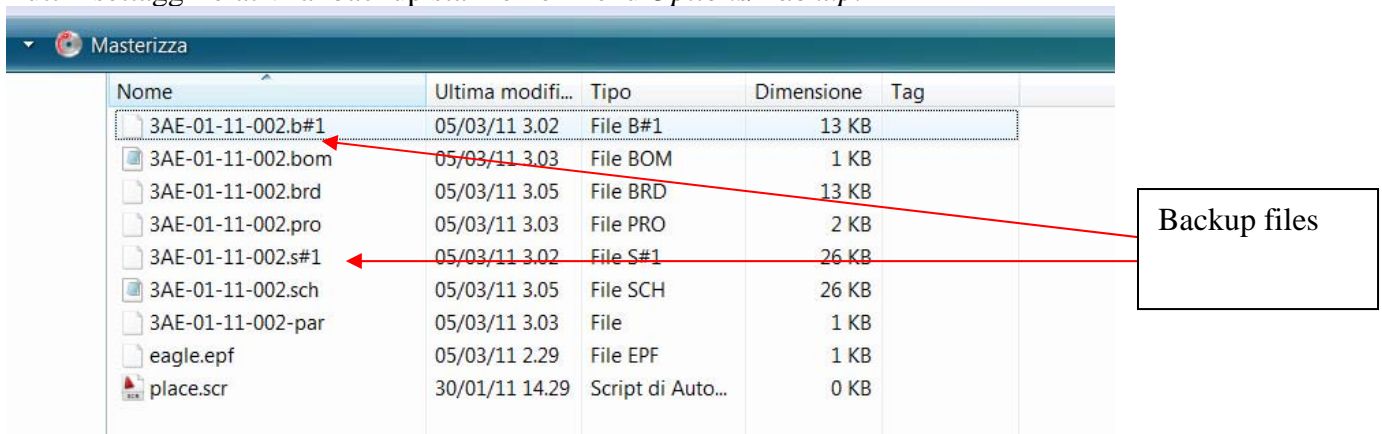 Masterizza
Nome Ultima modifi... Tipo Dimensione Tag
3AE-01-11-002.b#1 05/03/11 3.02 File B#1 13 KB
3AE-01-11-002.bom 05/03/11 3.03 File BOM 1 KB
3AE-01-11-002.brd 05/03/11 3.05 File BRD 13 KB
3AE-01-11-002.pro 05/03/11 3.03 File PRO 2 KB
3AE-01-11-002.s#1 05/03/11 3.02 File S#1 26 KB
3AE-01-11-002.sch 05/03/11 3.05 File SCH 26 KB
3AE-01-11-002-par 05/03/11 3.03 File 1 KB
eagle.epf 05/03/11 2.29 File EPF 1 KB
place.scr 30/01/11 14.29 Script di Auto... 0 KB
Backup files